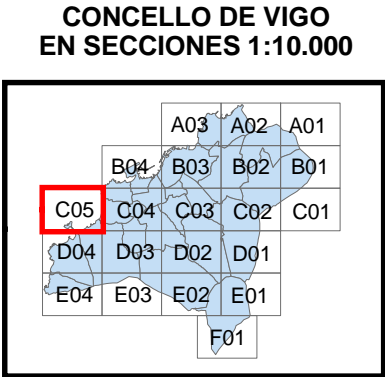 CONCELLO DE VIGO
EN SECCIONES 1:10.000
A03 A02 A01
B04 B03 B02 B01
C05 C04 C03 C02 C01
D04 D03 D02 D01
E04 E03 E02 E01
F01